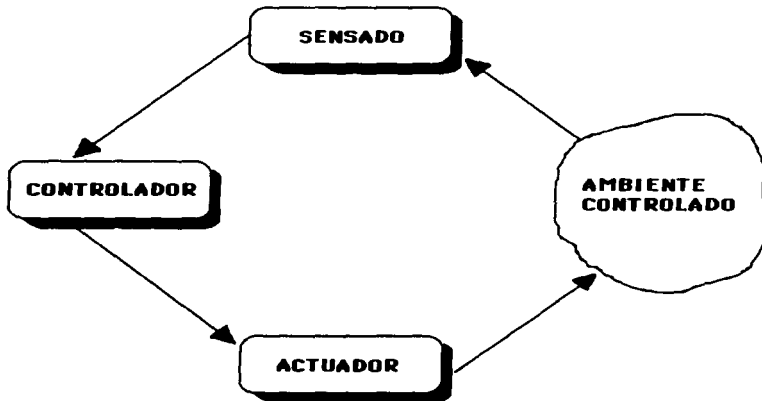 SENSADO
CONTROLADOR
AMBIENTE
CONTROLADO
ACTUADOR